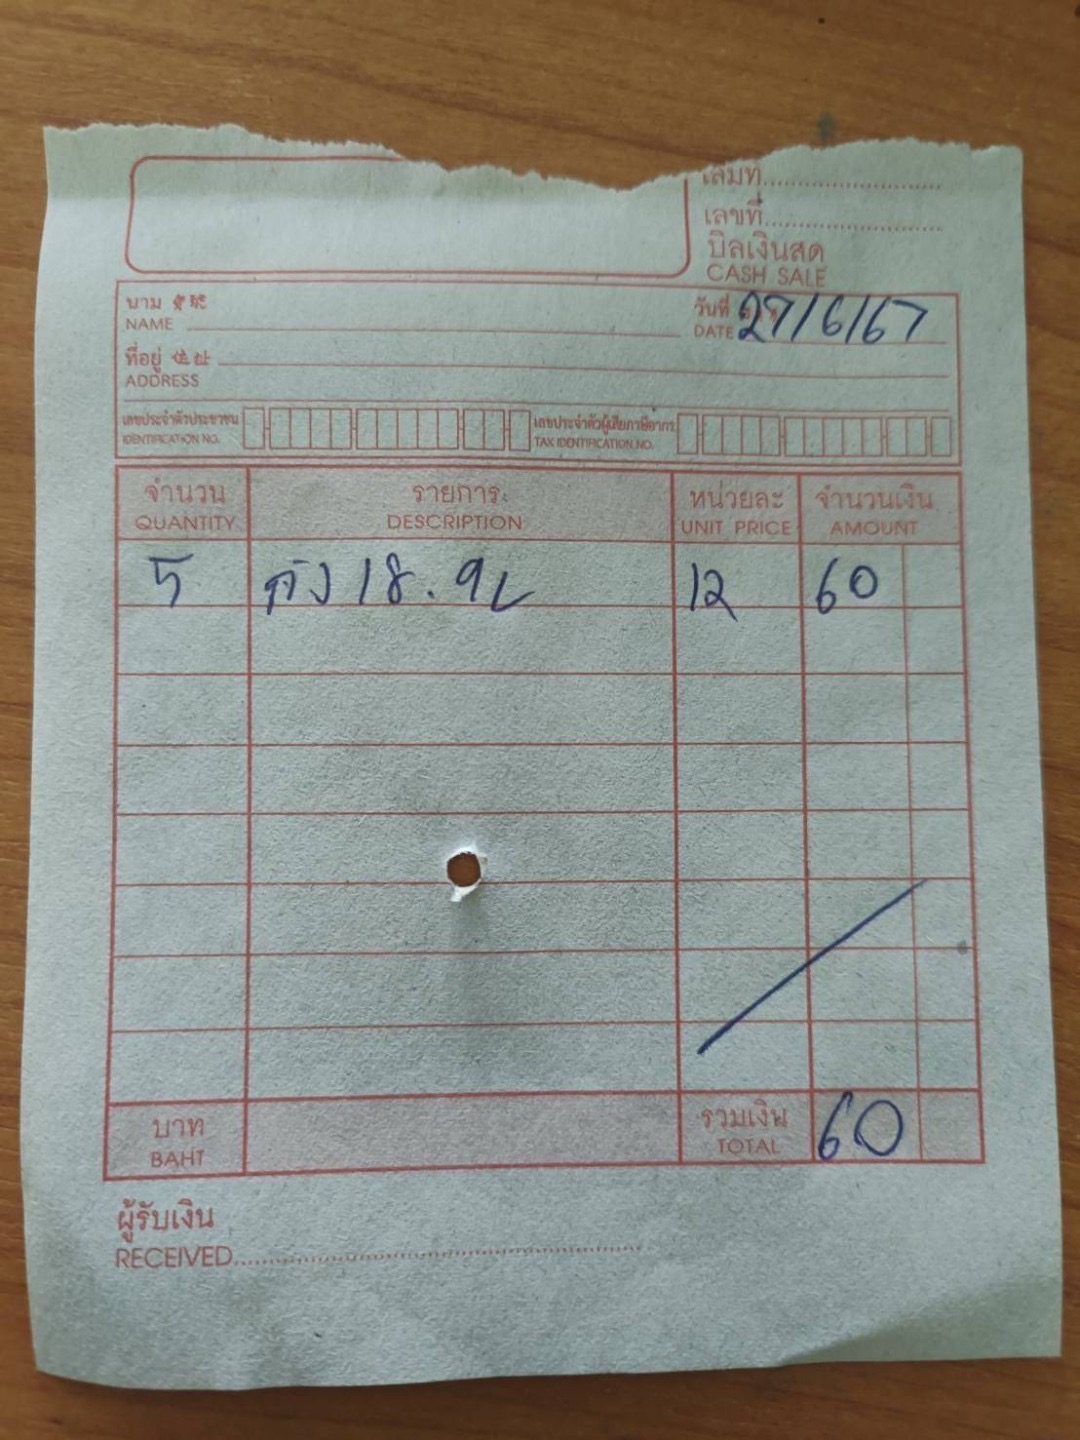 เล่มที่
เลขที่
บิลเงินสด
CASH SALE
นาม
NAME
วันที่ 27/6/67
DATE
ที่อยู่ 住址
ADDRESS
เลขประจำตัวประชาชน
IDENTIFICATION NO.
เลขประจำตัวผู้เสียภาษีอากร
TAX IDENTIFICATION NO.
จำนวน รายการ หน่วยละ จำนวนเงิน
QUANTITY DESCRIPTION UNIT PRICE AMOUNT
5 ถัง 18.9L 12 60
บาท รวมเงิน 60
BAHT TOTAL
ผู้รับเงิน
RECEIVED